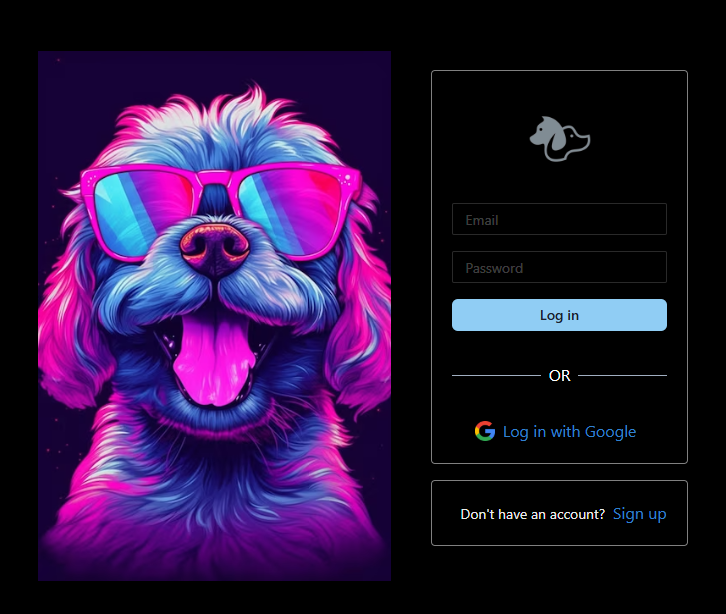 Email
Password
Log in
OR
Log in with Google
Don't have an account? Sign up